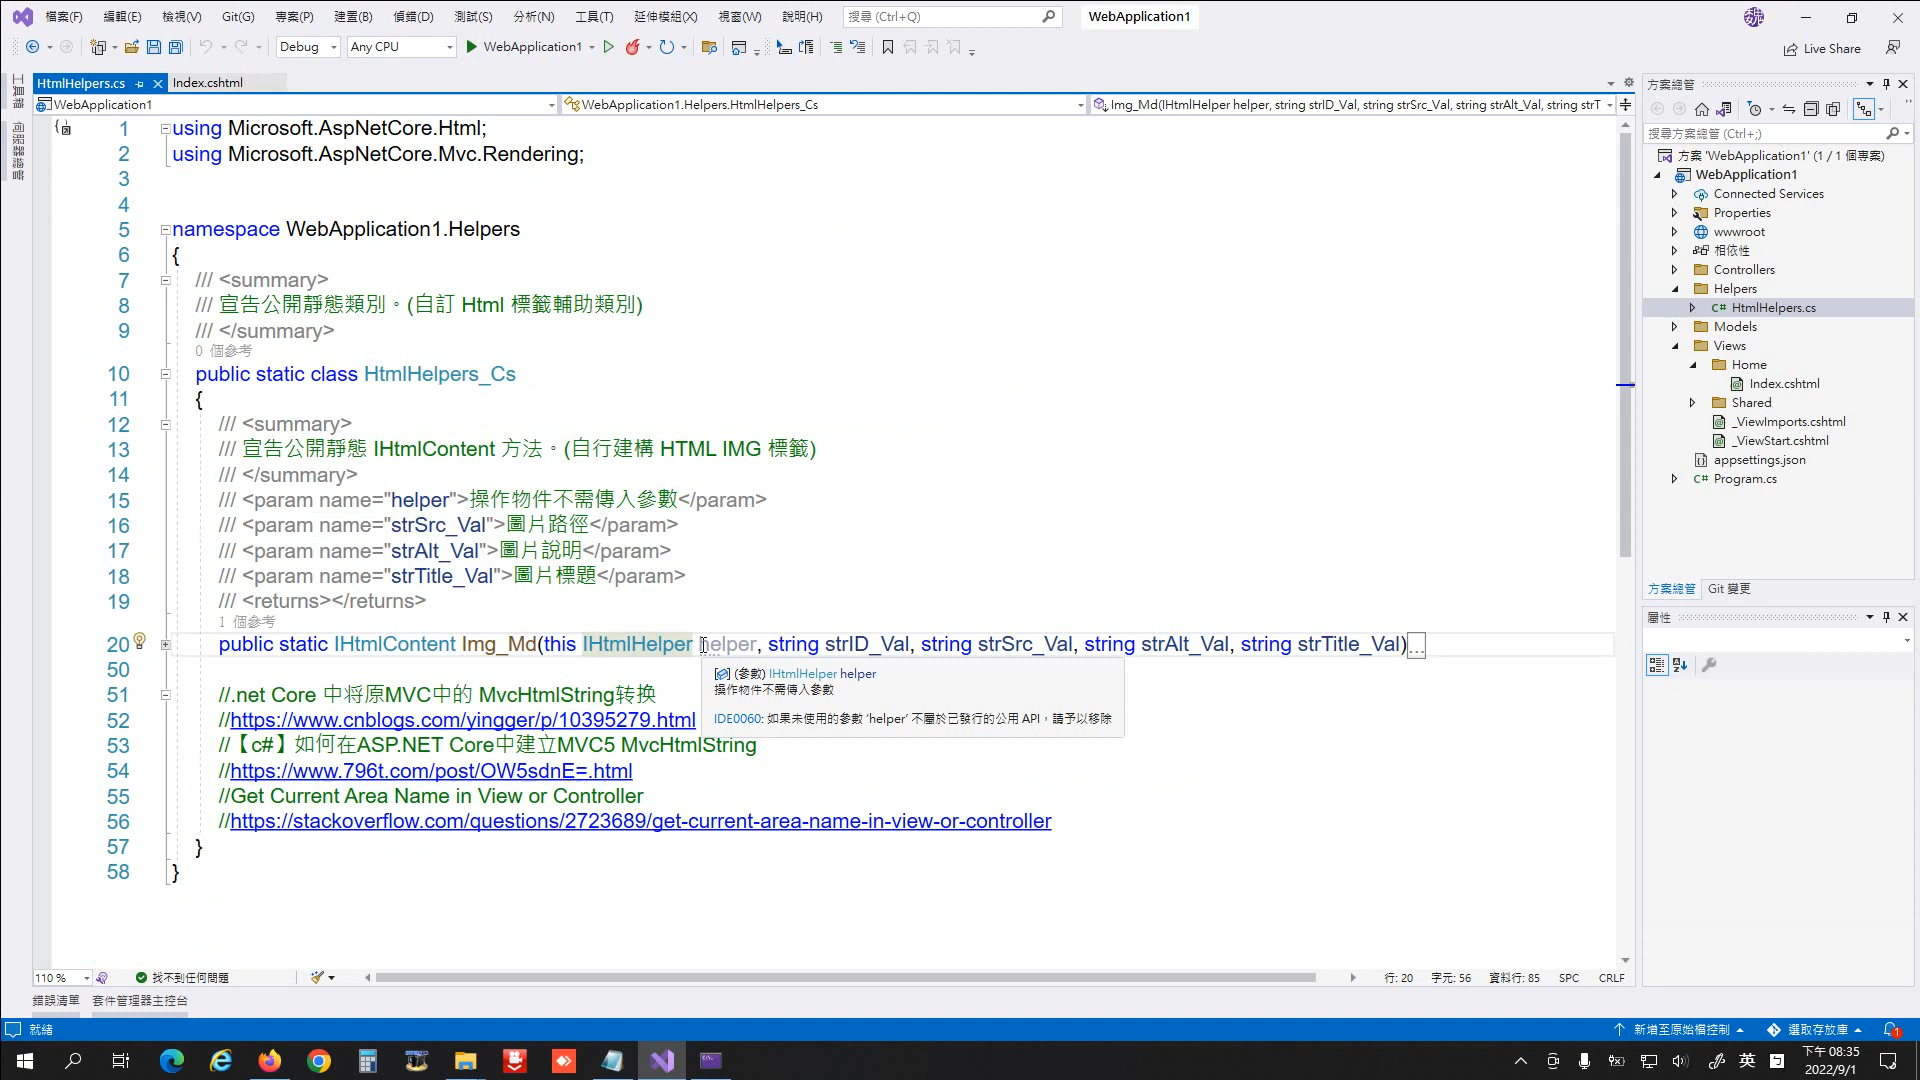 檔案(F) 編輯(E) 檢視(V) Git(G) 專案(P) 建置(B) 偵錯(D) 測試(S) 分析(N) 工具(T) 延伸模組(X) 視窗(W) 說明(H) 搜尋 (Ctrl+Q) WebApplication1 魏
Debug Any CPU WebApplication1 Live Share
工具箱
伺服器總管
HtmlHelpers.cs Index.cshtml
WebApplication1 WebApplication1.Helpers.HtmlHelpers_Cs Img_Md(IHtmlHelper helper, string strID_Val, string strSrc_Val, string strAlt_Val, string strT
1 using Microsoft.AspNetCore.Html;
2 using Microsoft.AspNetCore.Mvc.Rendering;
3
4
5 namespace WebApplication1.Helpers
6 {
7 /// <summary>
8 /// 宣告公開靜態類別。(自訂 Html 標籤輔助類別)
9 /// </summary>
0 個參考
10 public static class HtmlHelpers_Cs
11 {
12 /// <summary>
13 /// 宣告公開靜態 IHtmlContent 方法。(自行建構 HTML IMG 標籤)
14 /// </summary>
15 /// <param name="helper">操作物件不需傳入參數</param>
16 /// <param name="strSrc_Val">圖片路徑</param>
17 /// <param name="strAlt_Val">圖片說明</param>
18 /// <param name="strTitle_Val">圖片標題</param>
19 /// <returns></returns>
1 個參考
20 public static IHtmlContent Img_Md(this IHtmlHelper helper, string strID_Val, string strSrc_Val, string strAlt_Val, string strTitle_Val)...
50
51 //.net Core 中将原MVC中的 MvcHtmlString转换
52 //https://www.cnblogs.com/yingger/p/10395279.html
53 //【c#】如何在ASP.NET Core中建立MVC5 MvcHtmlString
54 //https://www.796t.com/post/OW5sdnE=.html
55 //Get Current Area Name in View or Controller
56 //https://stackoverflow.com/questions/2723689/get-current-area-name-in-view-or-controller
57 }
58 }
(參數) IHtmlHelper helper
操作物件不需傳入參數
IDE0060: 如果未使用的參數 'helper' 不屬於已發行的公用 API，請予以移除
110 % 找不到任何問題 行: 20 字元: 56 資料行: 85 SPC CRLF
錯誤清單 套件管理器主控台
方案總管
搜尋方案總管 (Ctrl+;)
方案 'WebApplication1' (1 / 1 個專案)
WebApplication1
Connected Services
Properties
wwwroot
相依性
Controllers
Helpers
C# HtmlHelpers.cs
Models
Views
Home
Index.cshtml
Shared
_ViewImports.cshtml
_ViewStart.cshtml
appsettings.json
C# Program.cs
方案總管 Git 變更
屬性
就緒 新增至原始檔控制 選取存放庫 1
英 下午 08:35
2022/9/1